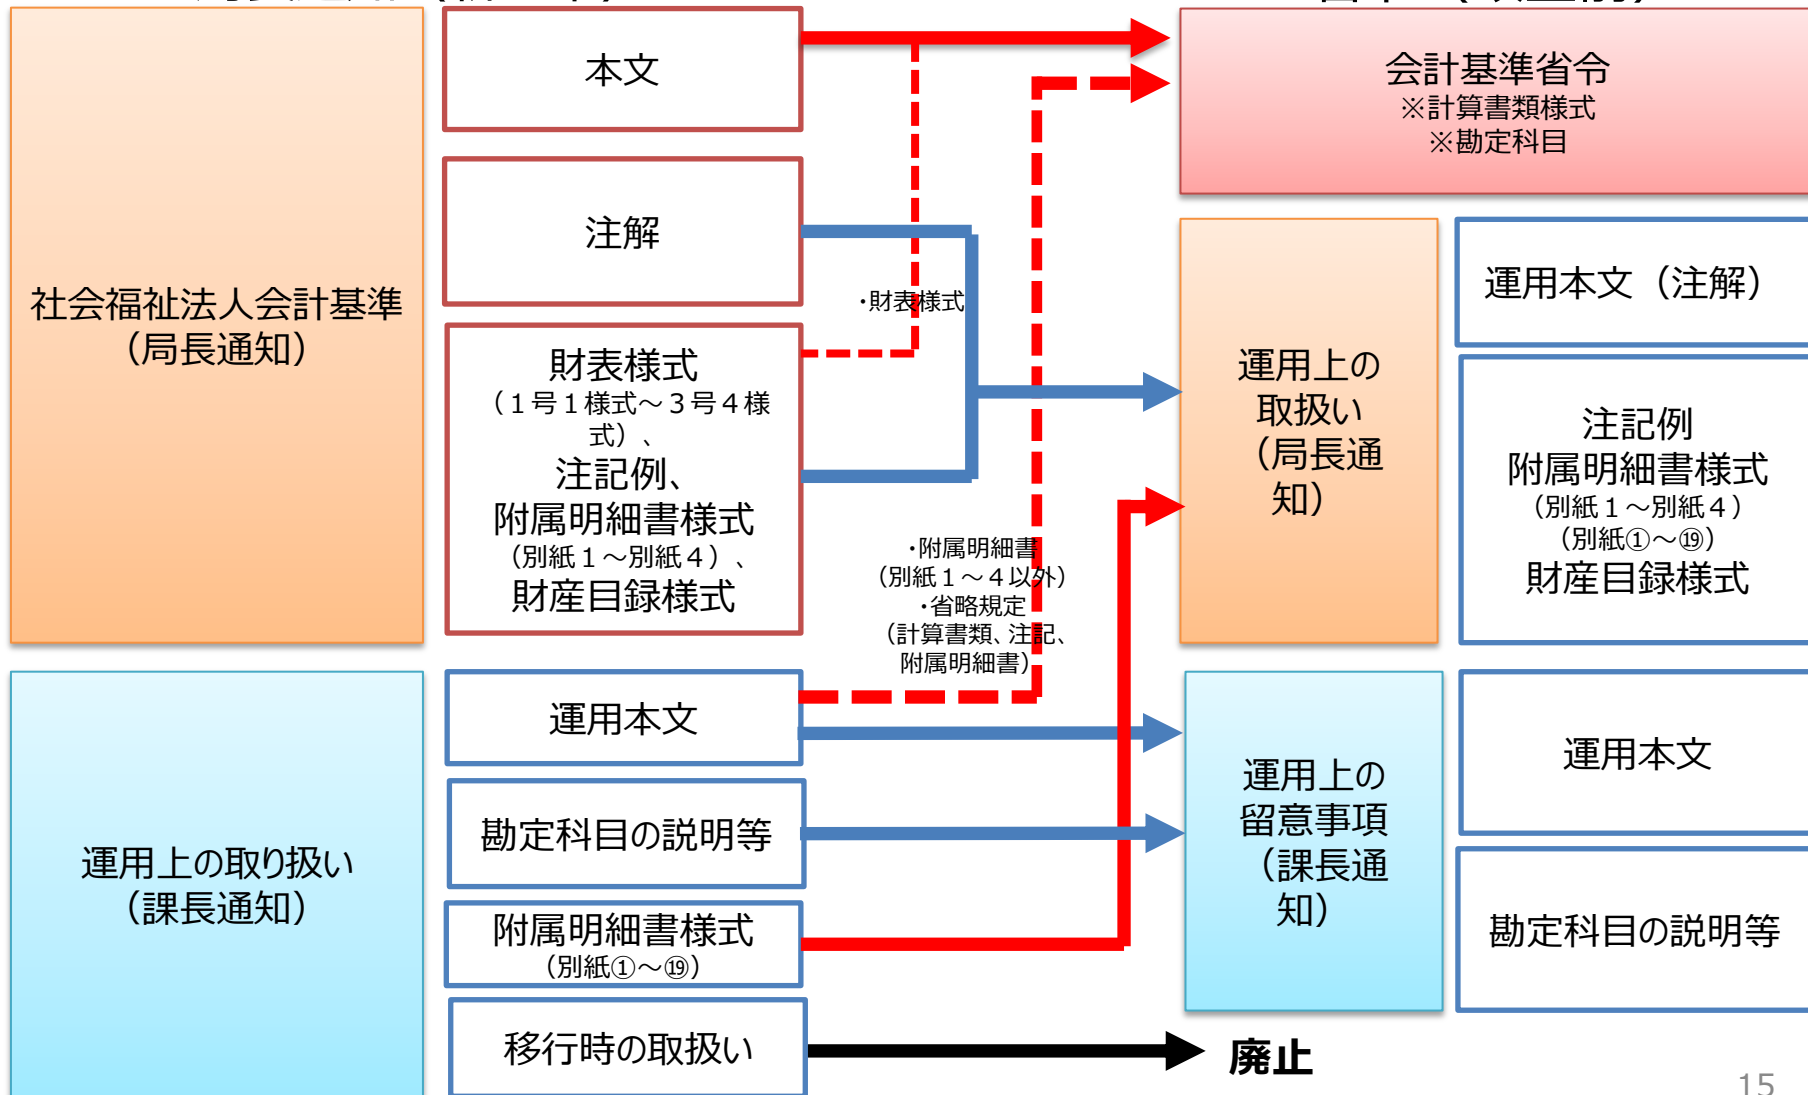 社会福祉法人会計基準
（局長通知）
本文
注解
財表様式
（１号１様式～３号４様
式）、
注記例、
附属明細書様式
（別紙１～別紙４）、
財産目録様式
運用上の取り扱い
（課長通知）
運用本文
勘定科目の説明等
附属明細書様式
（別紙①～⑲）
移行時の取扱い
・財表様式
・附属明細書
（別紙１～４以外）
・省略規定
（計算書類、注記、
附属明細書）
会計基準省令
※計算書類様式
※勘定科目
運用上の
取扱い
（局長通
知）
運用本文（注解）
注記例
附属明細書様式
（別紙１～別紙４）
（別紙①～⑲）
財産目録様式
運用上の
留意事項
（課長通
知）
運用本文
勘定科目の説明等
廃止
15